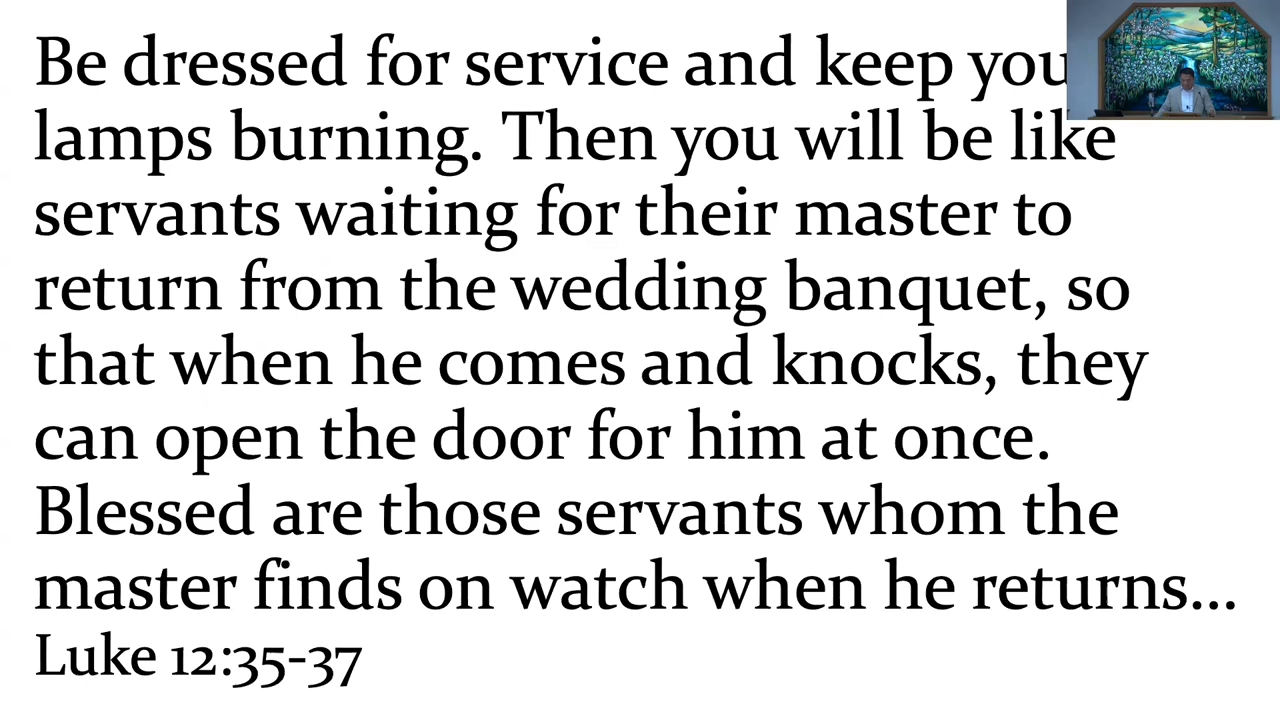 Be dressed for service and keep you
lamps burning. Then you will be like
servants waiting for their master to
return from the wedding banquet, so
that when he comes and knocks, they
can open the door for him at once.
Blessed are those servants whom the
master finds on watch when he returns...
Luke 12:35-37